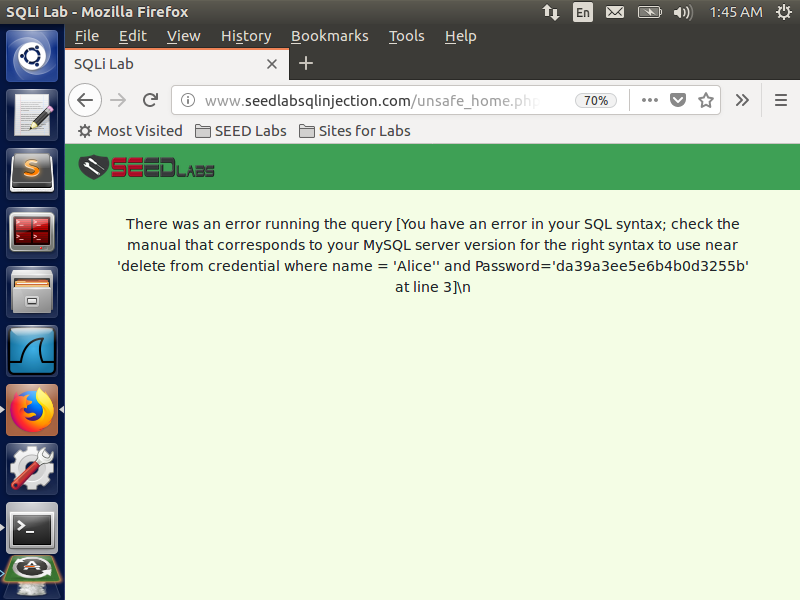 SQLi Lab - Mozilla Firefox
En
1:45 AM
File Edit View History Bookmarks Tools Help
SQLi Lab
www.seedlabsqlinjection.com/unsafe_home.php
70%
Most Visited SEED Labs Sites for Labs
SEEDLABS
There was an error running the query [You have an error in your SQL syntax; check the
manual that corresponds to your MySQL server version for the right syntax to use near
'delete from credential where name = 'Alice'' and Password='da39a3ee5e6b4b0d3255b'
at line 3]\n